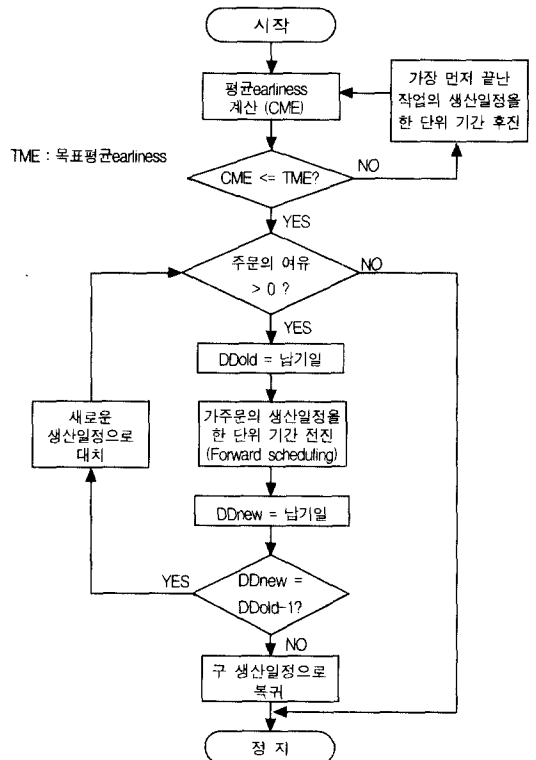 시작
평균earliness
계산 (CME)
가장 먼저 끝난
작업의 생산일정을
한 단위 기간 후진
TME : 목표평균earliness
CME <= TME?
NO
YES
주문의 여유
> 0 ?
NO
YES
DDold = 납기일
새로운
생산일정으로
대치
가주문의 생산일정을
한 단위 기간 전진
(Forward scheduling)
DDnew = 납기일
YES
DDnew =
DDold-1?
NO
구 생산일정으로
복귀
정 지